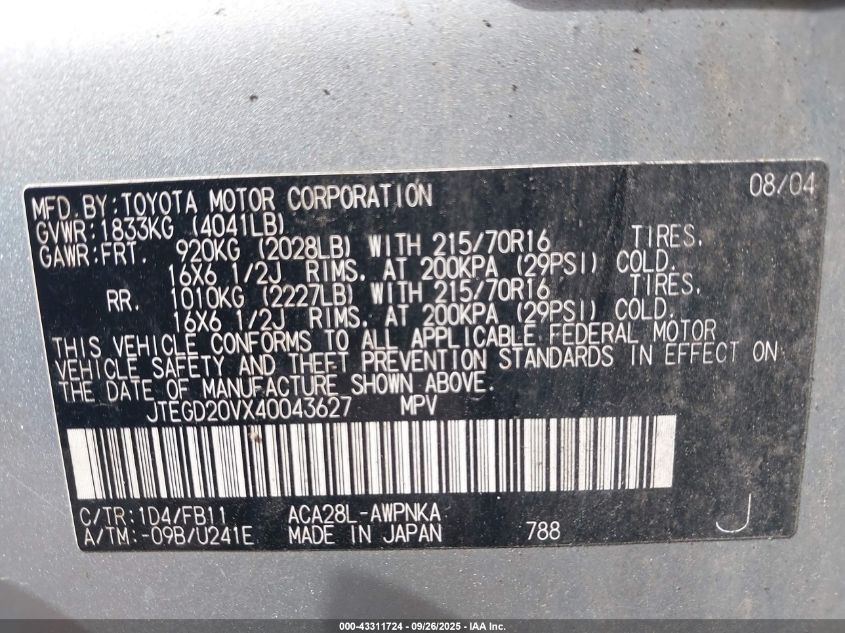 MFD.BY:TOYOTA MOTOR CORPORATION 08/04
GVWR:1833KG (4041LB)
GAWR:FRT. 920KG (2028LB) WITH 215/70R16 TIRES.
16X6 1/2J RIMS. AT 200KPA (29PSI) COLD.
RR. 1010KG (2227LB) WITH 215/70R16 TIRES.
16X6 1/2J RIMS. AT 200KPA (29PSI) COLD.
THIS VEHICLE CONFORMS TO ALL APPLICABLE FEDERAL MOTOR
VEHICLE SAFETY AND THEFT PREVENTION STANDARDS IN EFFECT ON
THE DATE OF MANUFACTURE SHOWN ABOVE.
JTEGD20VX40043627 MPV
C/TR:1D4/FB11 ACA28L-AWPNKA
A/TM:-09B/U241E MADE IN JAPAN 788 J
000-43311724 - 09/26/2025 - IAA Inc.